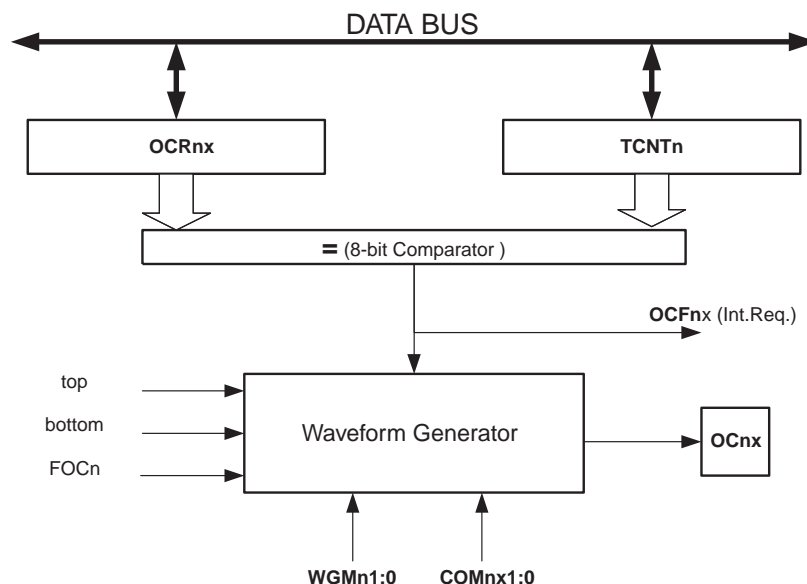 DATA BUS
OCRnx
TCNTn
= (8-bit Comparator )
OCFnx (Int.Req.)
top
bottom
FOCn
Waveform Generator
OCnx
WGMn1:0
COMnx1:0